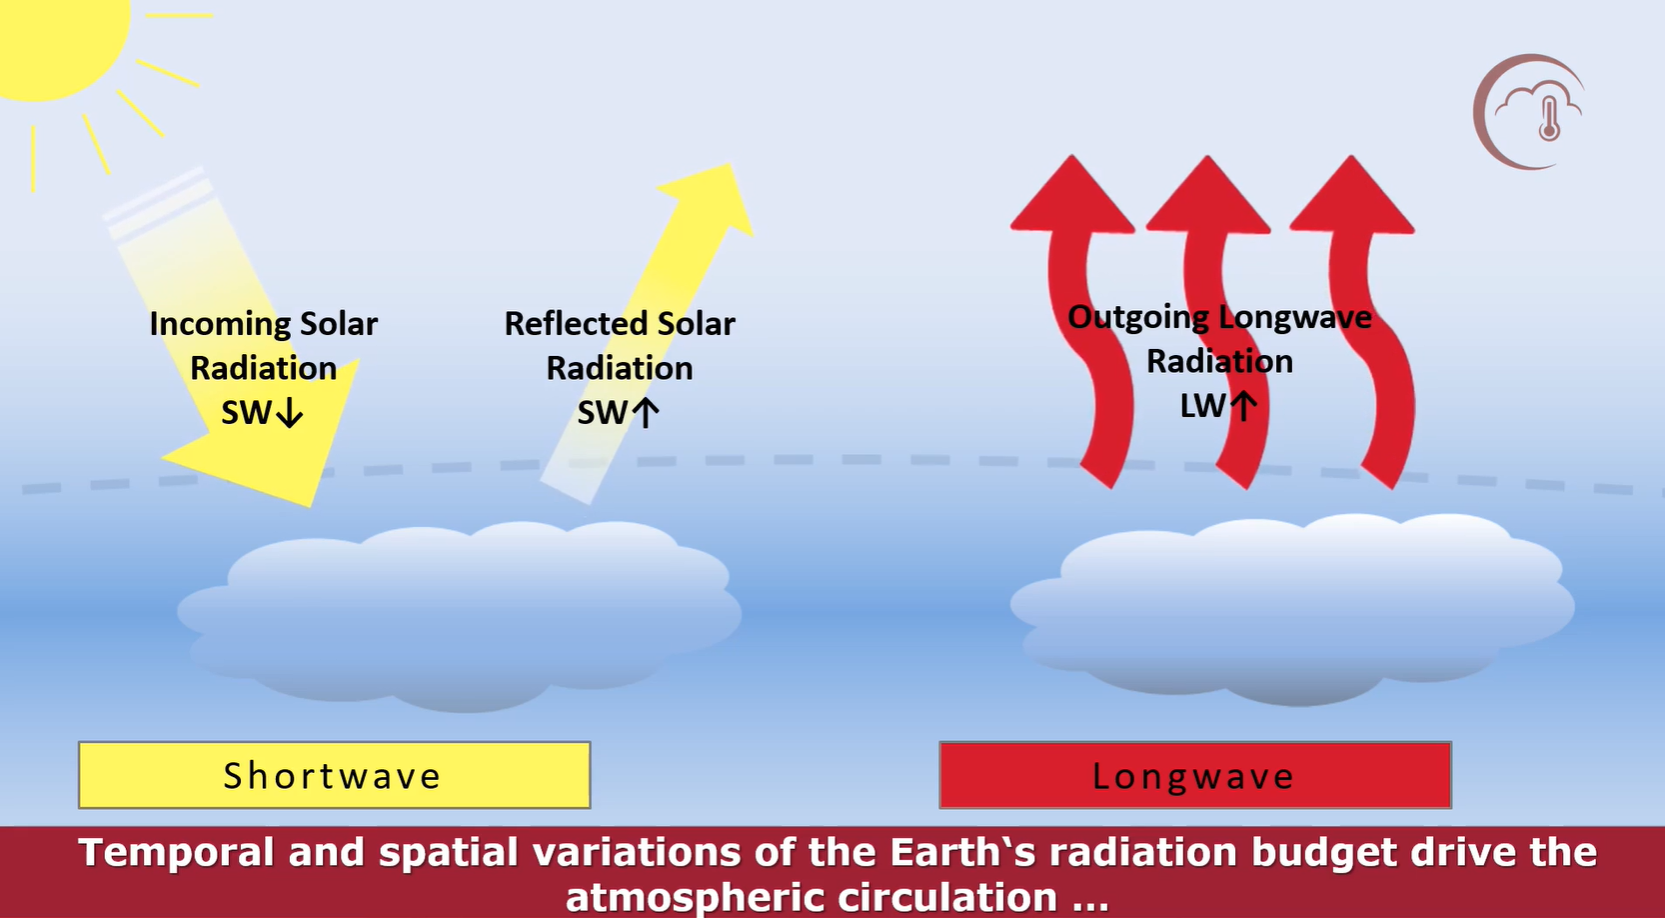 Incoming Solar
Radiation
SW↓
Reflected Solar
Radiation
SW↑
Outgoing Longwave
Radiation
LW↑
Shortwave
Longwave
Temporal and spatial variations of the Earth‘s radiation budget drive the
atmospheric circulation ...